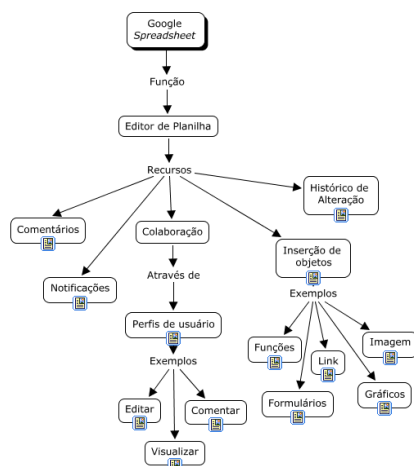 Google
Spreadsheet
Função
Editor de Planilha
Recursos
Histórico de
Alteração
Comentários
Colaboração
Inserção de
objetos
Notificações
Através de
Exemplos
Perfis de usuário
Funções
Link
Imagem
Exemplos
Formulários
Gráficos
Editar
Comentar
Visualizar